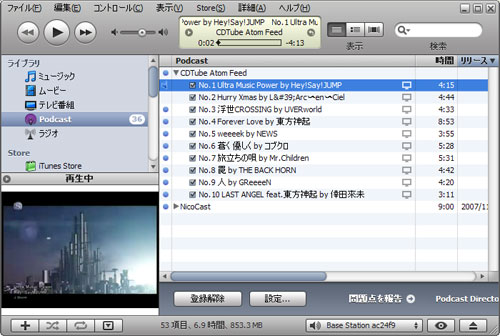 ファイル(F) 編集(E) コントロール(C) 表示(V) Store(S) 詳細(A) ヘルプ(H)
Power by Hey!Say!JUMP No.1 Ultra Mu
CDTube Atom Feed
0:02 -4:13
表示 検索
ライブラリ
ミュージック
ムービー
テレビ番組
Podcast 36
ラジオ
Store
iTunes Store
再生中
Podcast 時間 リリース
CDTube Atom Feed
No.1 Ultra Music Power by Hey!Say!JUMP 4:15
No.2 Hurry Xmas by L&#39;Arc〜en〜Ciel 4:44
No.3 浮世CROSSING by UVERworld 4:33
No.4 Forever Love by 東方神起 8:53
No.5 weeeek by NEWS 3:55
No.6 蒼く 優しく by コブクロ 5:28
No.7 旅立ちの唄 by Mr.Children 5:31
No.8 罠 by THE BACK HORN 4:42
No.9 人 by GReeeeN 4:20
No.10 LAST ANGEL feat.東方神起 by 倖田來未 3:11
NicoCast 9:00 2007/11
登録解除 設定... 問題点を報告 Podcast Directo
53 項目、6.9 時間、853.3 MB
Base Station ac24f9